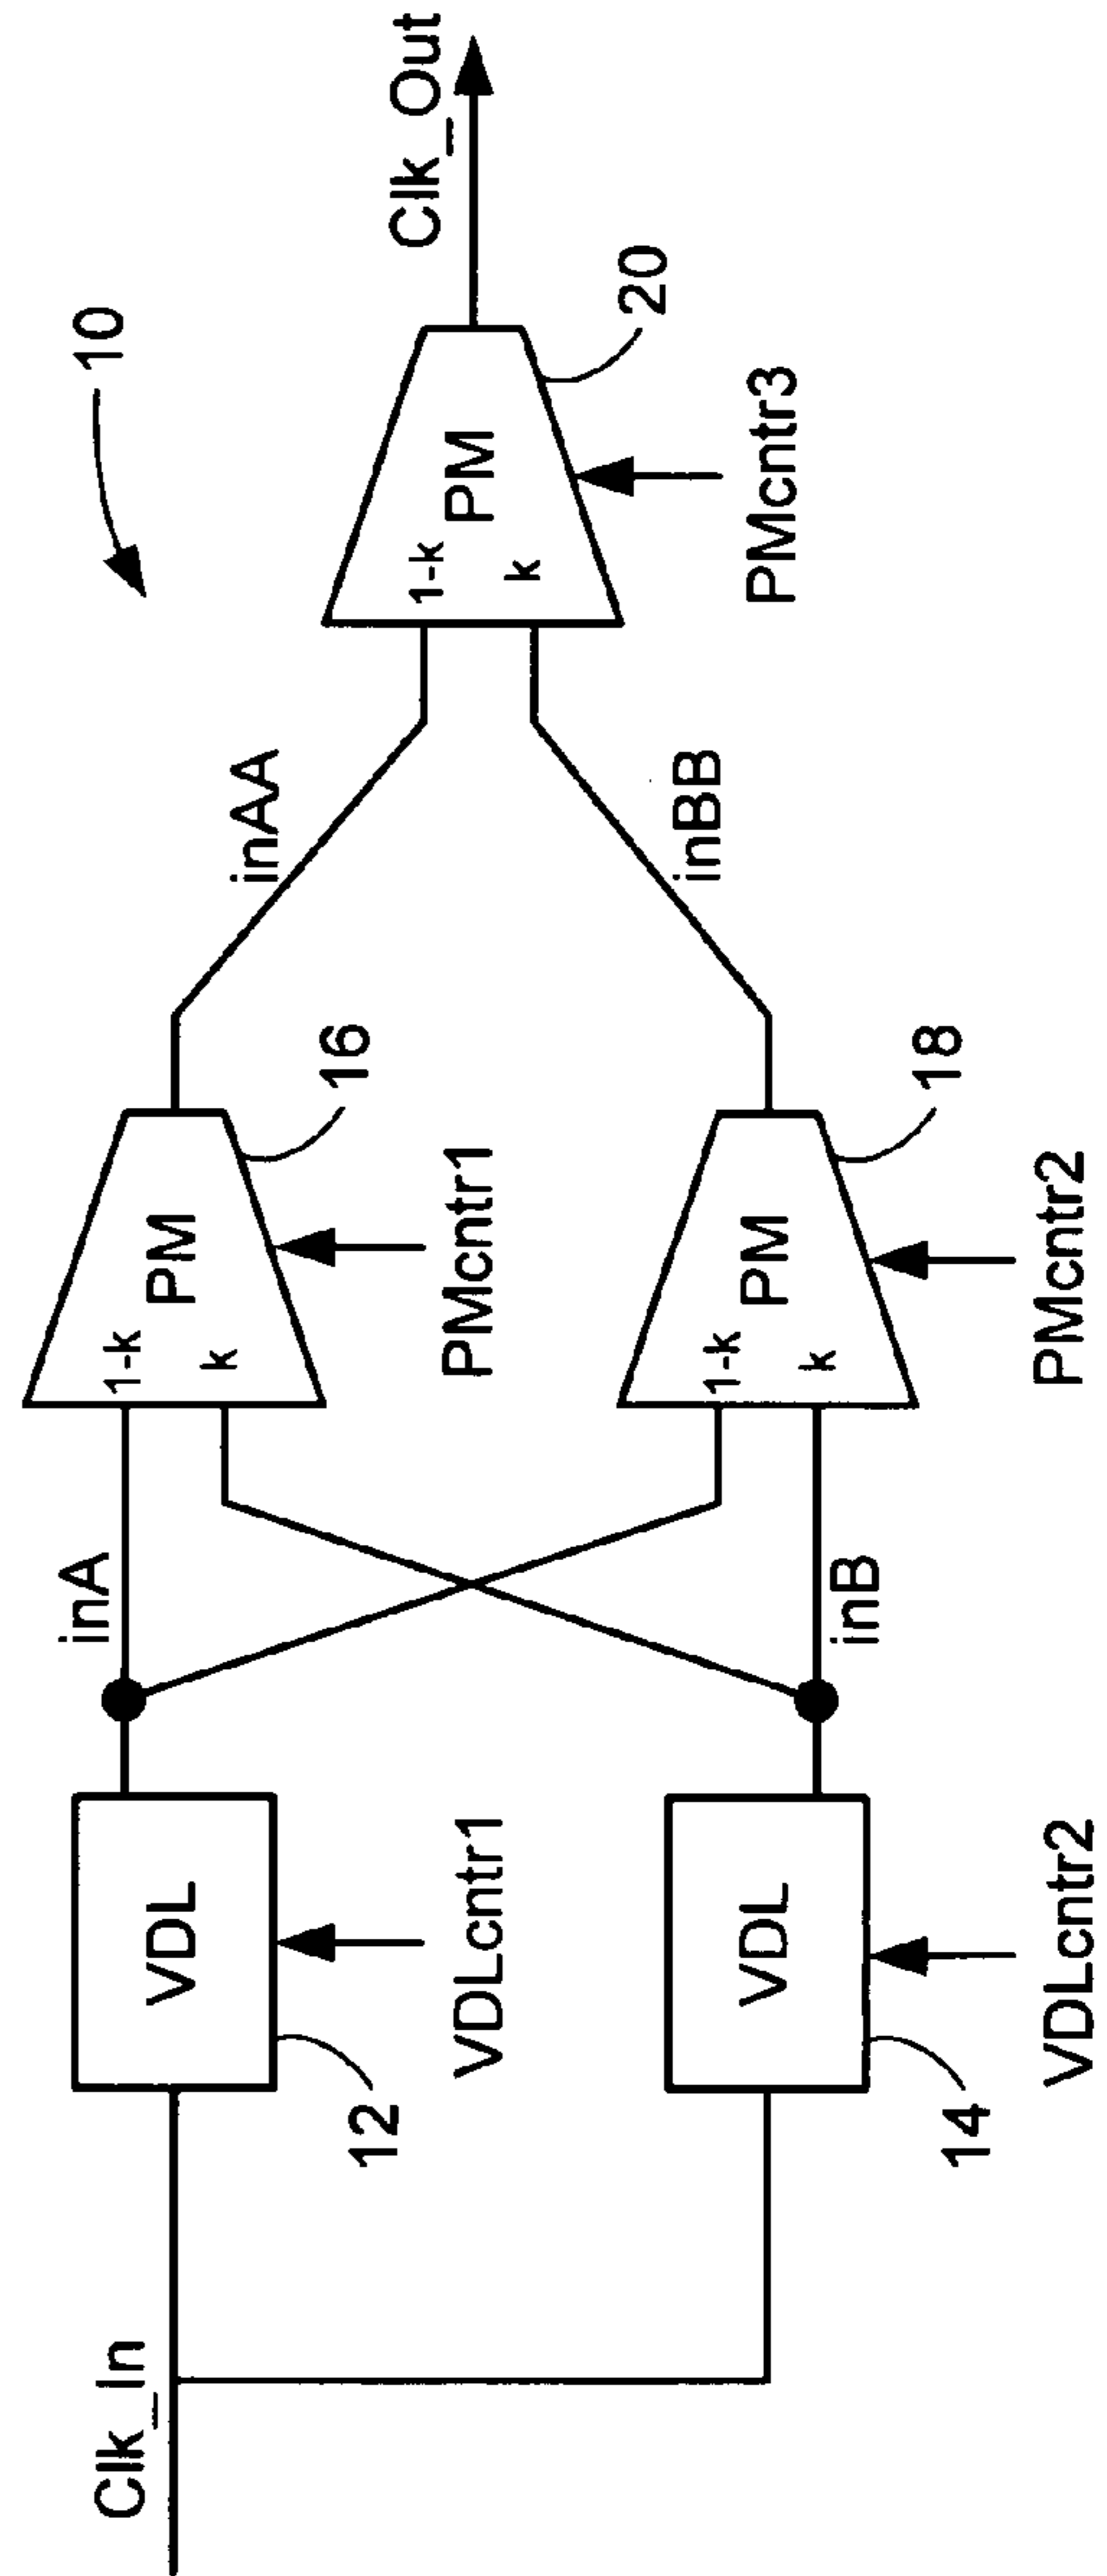 10
Clk_In
VDL
12
VDLcntr1
VDL
14
VDLcntr2
inA
inB
1-k
k
PM
16
PMcntr1
1-k
k
PM
18
PMcntr2
inAA
inBB
1-k
k
PM
20
PMcntr3
Clk_Out